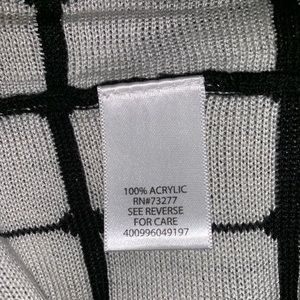 100% ACRYLIC
RN#73277
SEE REVERSE
FOR CARE
400996049197